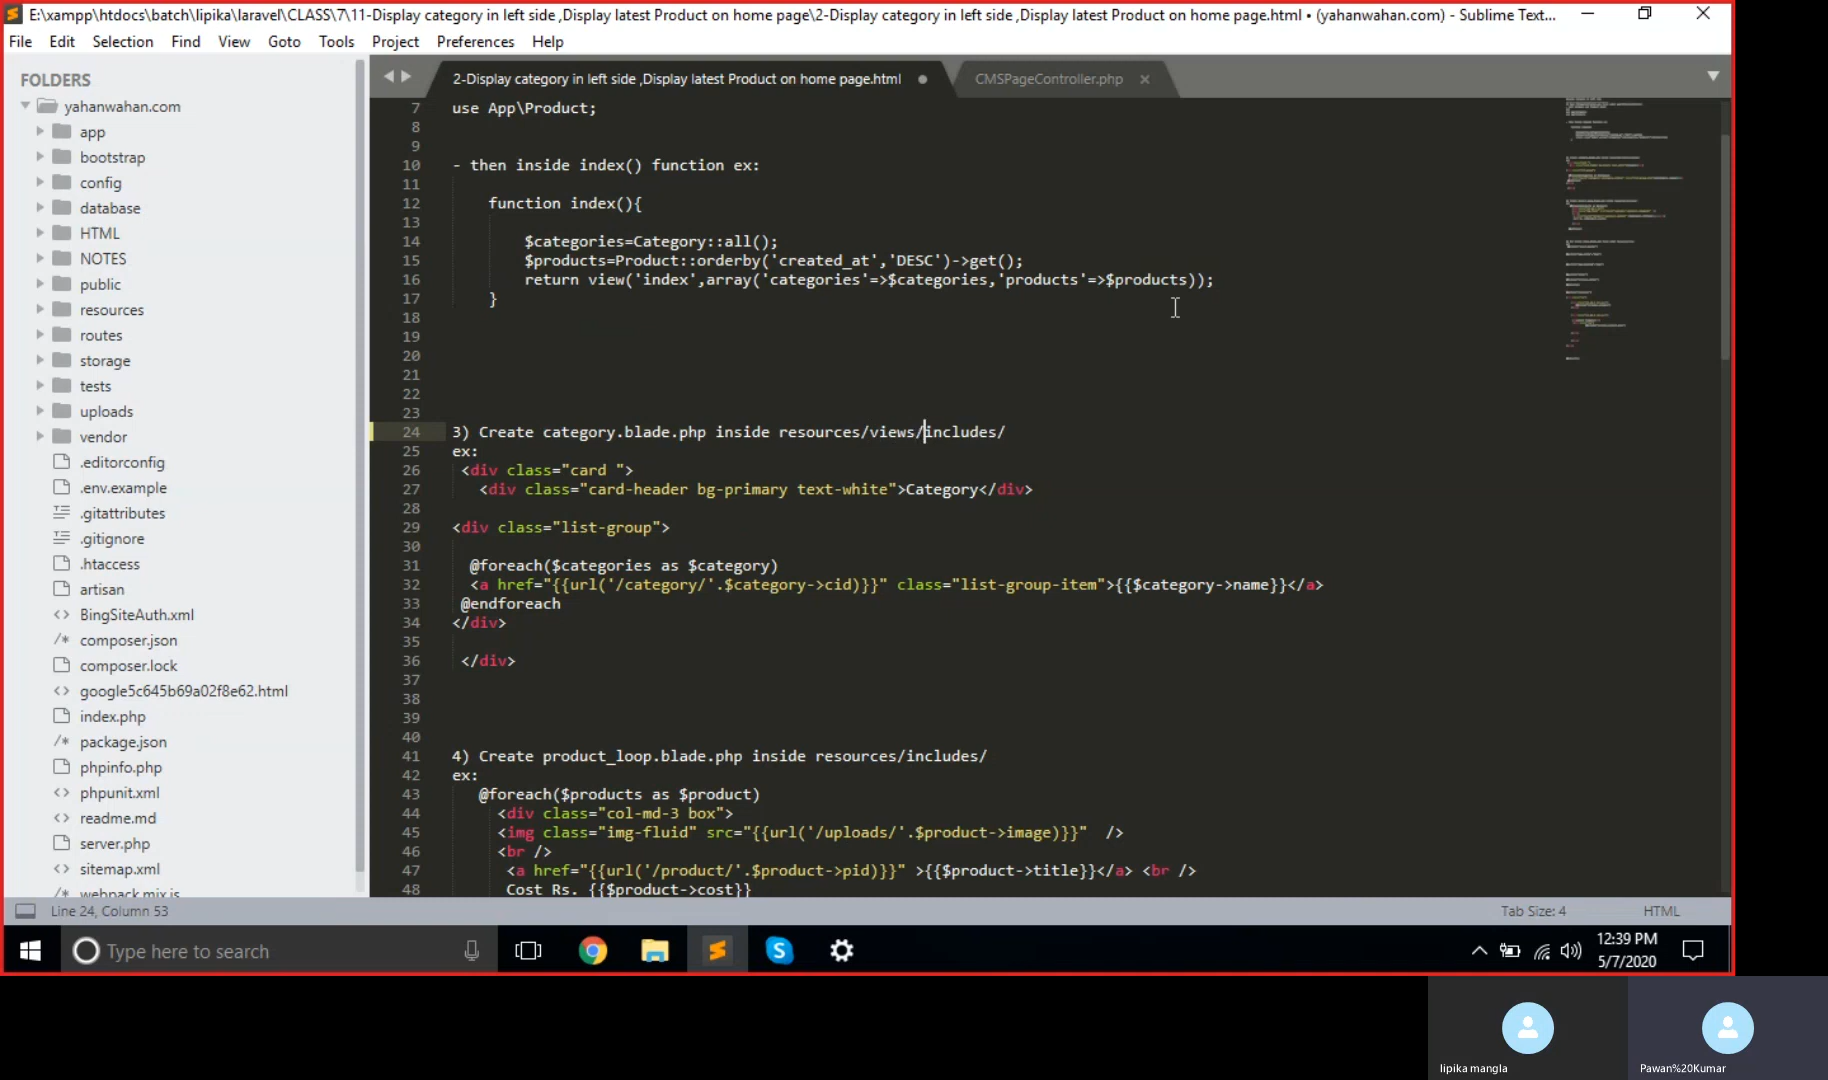 E:\xampp\htdocs\batch\lipika\laravel\CLASS\7\11-Display category in left side ,Display latest Product on home page\2-Display category in left side ,Display latest Product on home page.html • (yahanwahan.com) - Sublime Text...
File Edit Selection Find View Goto Tools Project Preferences Help
FOLDERS
yahanwahan.com
app
bootstrap
config
database
HTML
NOTES
public
resources
routes
storage
tests
uploads
vendor
.editorconfig
.env.example
.gitattributes
.gitignore
.htaccess
artisan
BingSiteAuth.xml
composer.json
composer.lock
google5c645b69a02f8e62.html
index.php
package.json
phpinfo.php
phpunit.xml
readme.md
server.php
sitemap.xml
webpack.mix.js
2-Display category in left side ,Display latest Product on home page.html
CMSPageController.php
7 use App\Product;
8
9
10 - then inside index() function ex:
11
12 function index(){
13
14 $categories=Category::all();
15 $products=Product::orderby('created_at','DESC')->get();
16 return view('index',array('categories'=>$categories,'products'=>$products));
17 }
18
19
20
21
22
23
24 3) Create category.blade.php inside resources/views/includes/
25 ex:
26 <div class="card ">
27 <div class="card-header bg-primary text-white">Category</div>
28
29 <div class="list-group">
30
31 @foreach($categories as $category)
32 <a href="{{url('/category/'.$category->cid)}}" class="list-group-item">{{$category->name}}</a>
33 @endforeach
34 </div>
35
36 </div>
37
38
39
40
41 4) Create product_loop.blade.php inside resources/includes/
42 ex:
43 @foreach($products as $product)
44 <div class="col-md-3 box">
45 <img class="img-fluid" src="{{url('/uploads/'.$product->image)}}" />
46 <br />
47 <a href="{{url('/product/'.$product->pid)}}" >{{$product->title}}</a> <br />
48 Cost Rs. {{$product->cost}}
Line 24, Column 53
Tab Size: 4
HTML
Type here to search
12:39 PM
5/7/2020
lipika mangla
Pawan%20Kumar